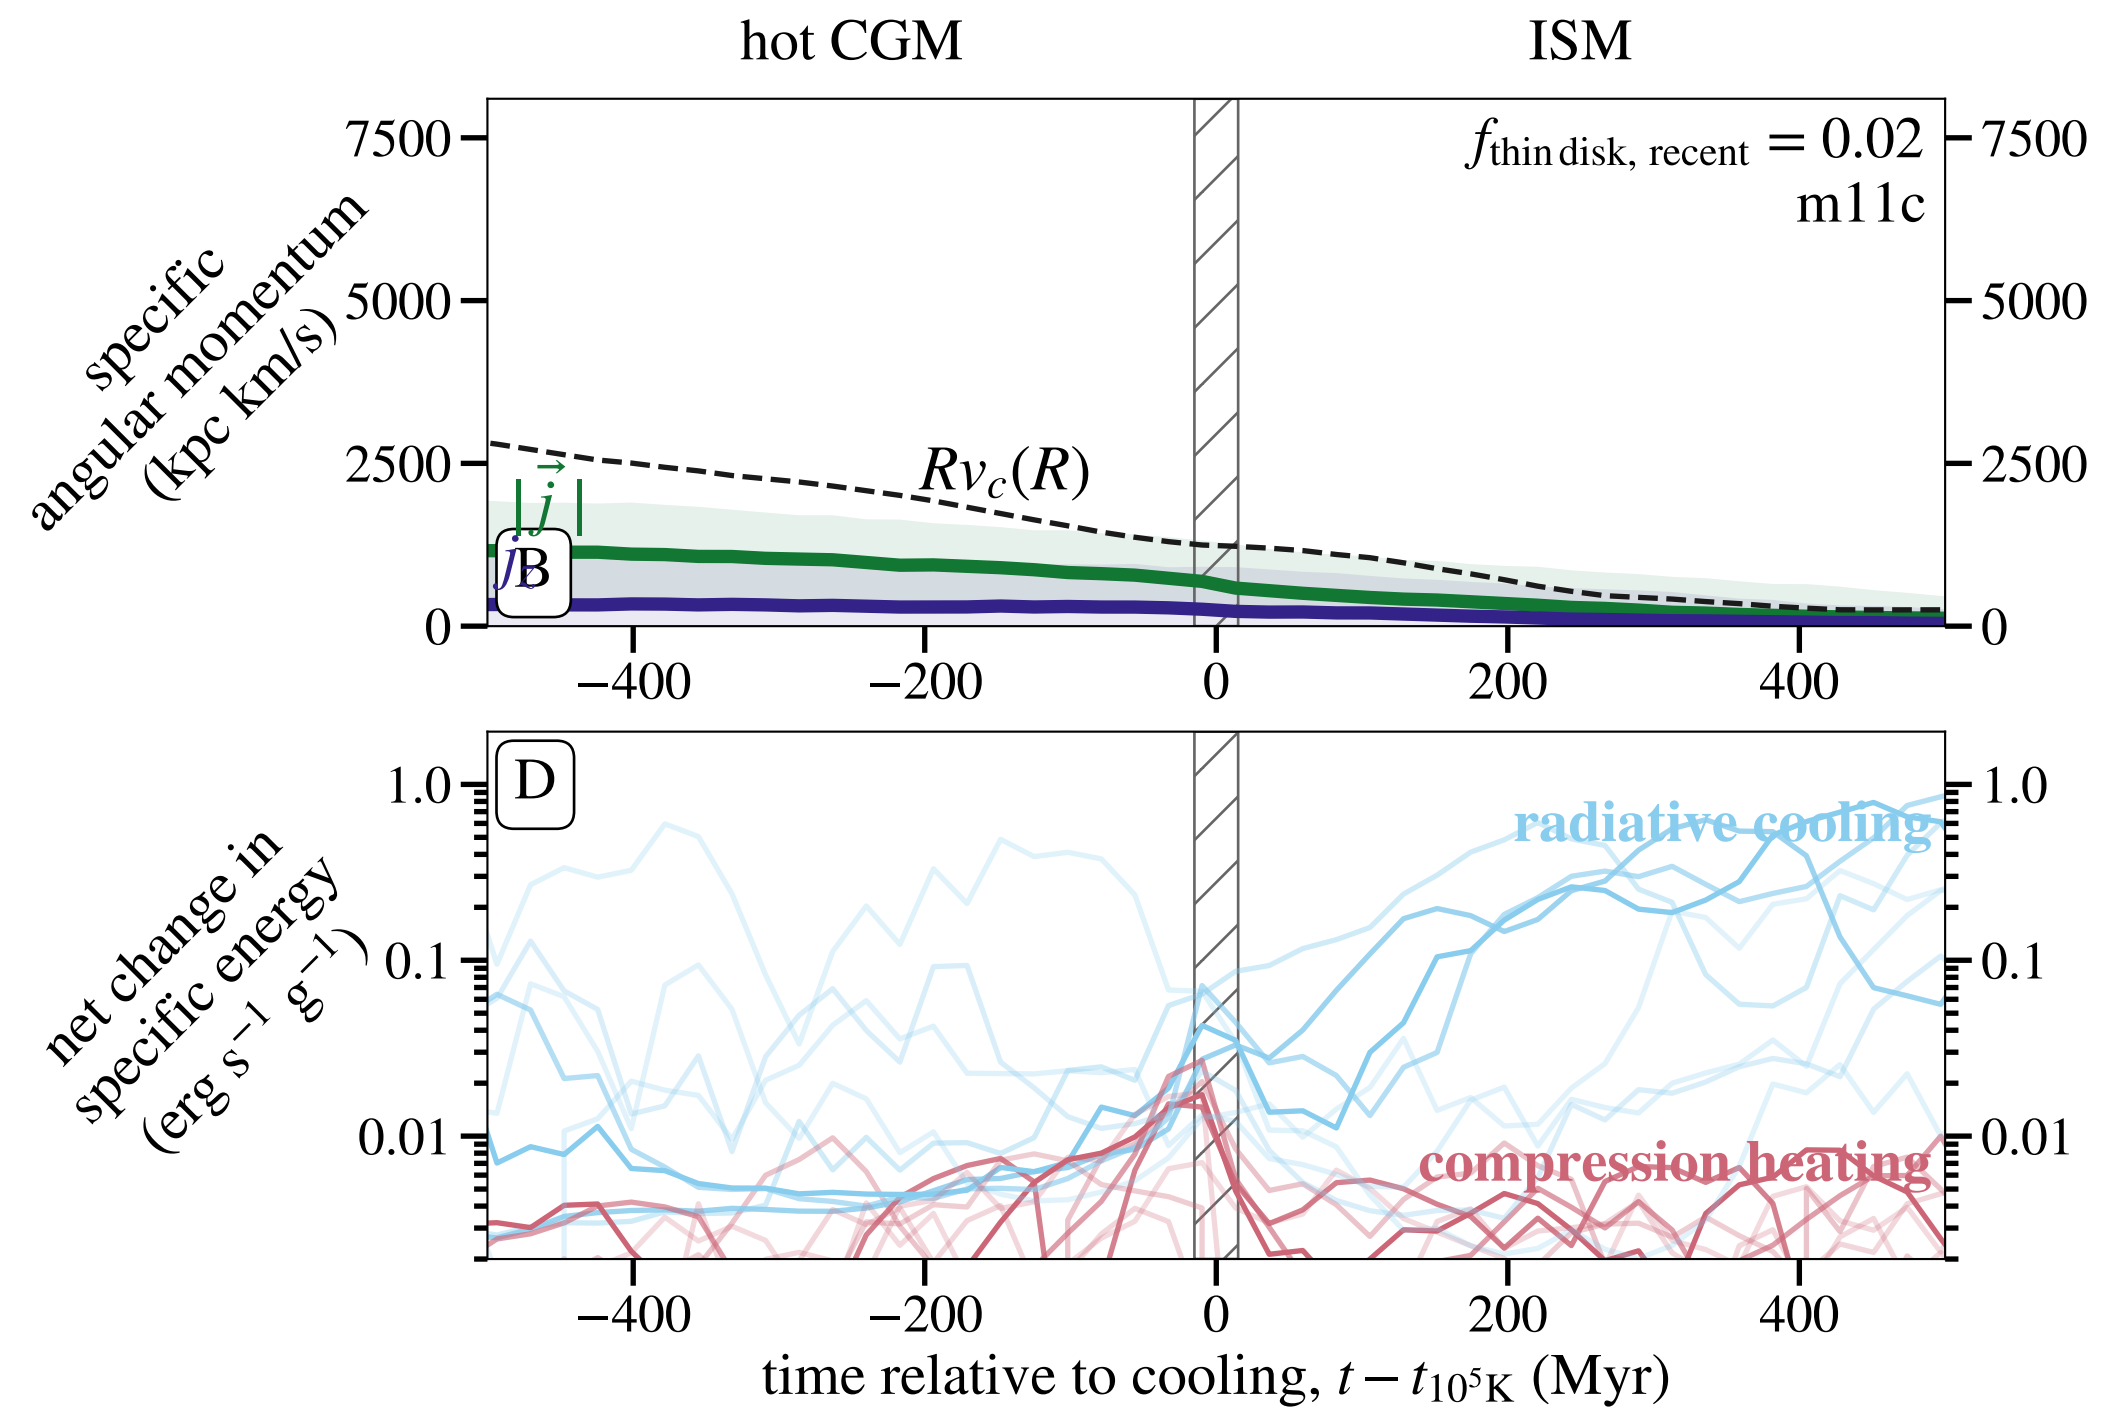 hot CGM
ISM
specific
angular momentum
(kpc km/s)
7500
5000
2500
0
7500
5000
2500
0
f_thin disk, recent = 0.02
m11c
Rv_c(R)
|j⃗|
j_z
B
−400
−200
0
200
400
D
net change in
specific energy
(erg s⁻¹ g⁻¹)
1.0
0.1
0.01
1.0
0.1
0.01
radiative cooling
compression heating
−400
−200
0
200
400
time relative to cooling, t − t_10⁵K (Myr)